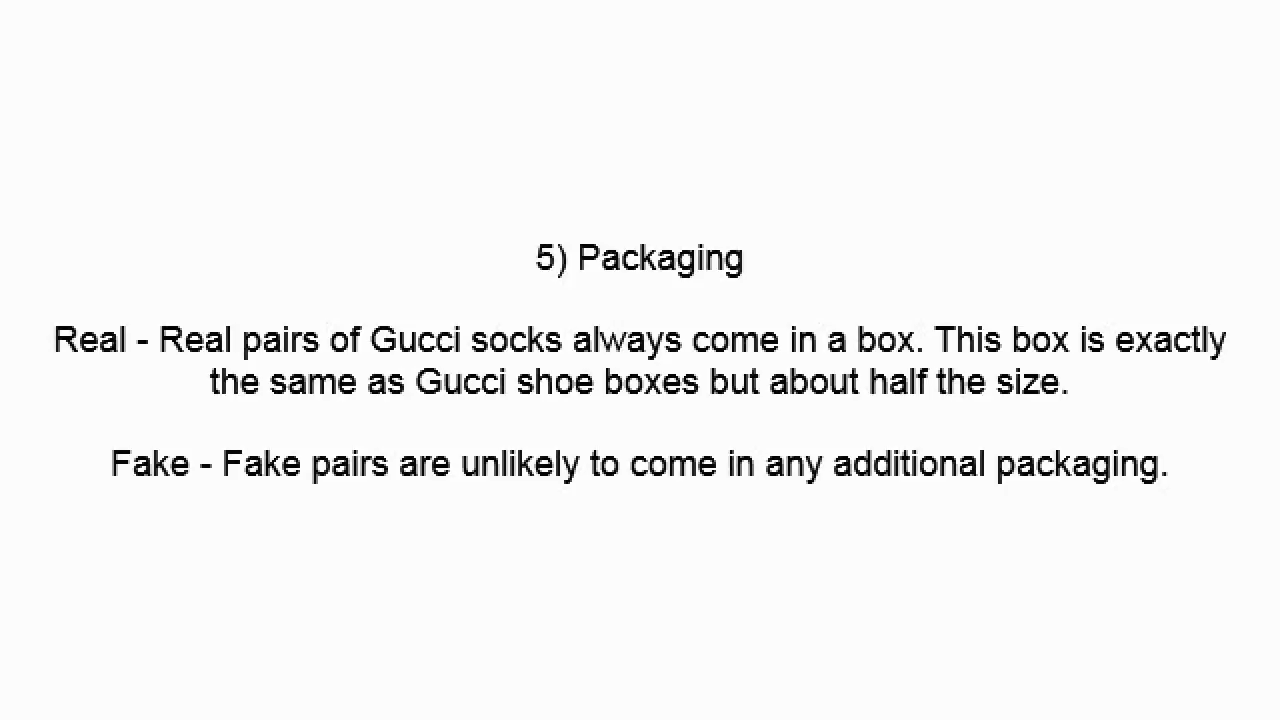 5) Packaging
Real - Real pairs of Gucci socks always come in a box. This box is exactly
the same as Gucci shoe boxes but about half the size.
Fake - Fake pairs are unlikely to come in any additional packaging.